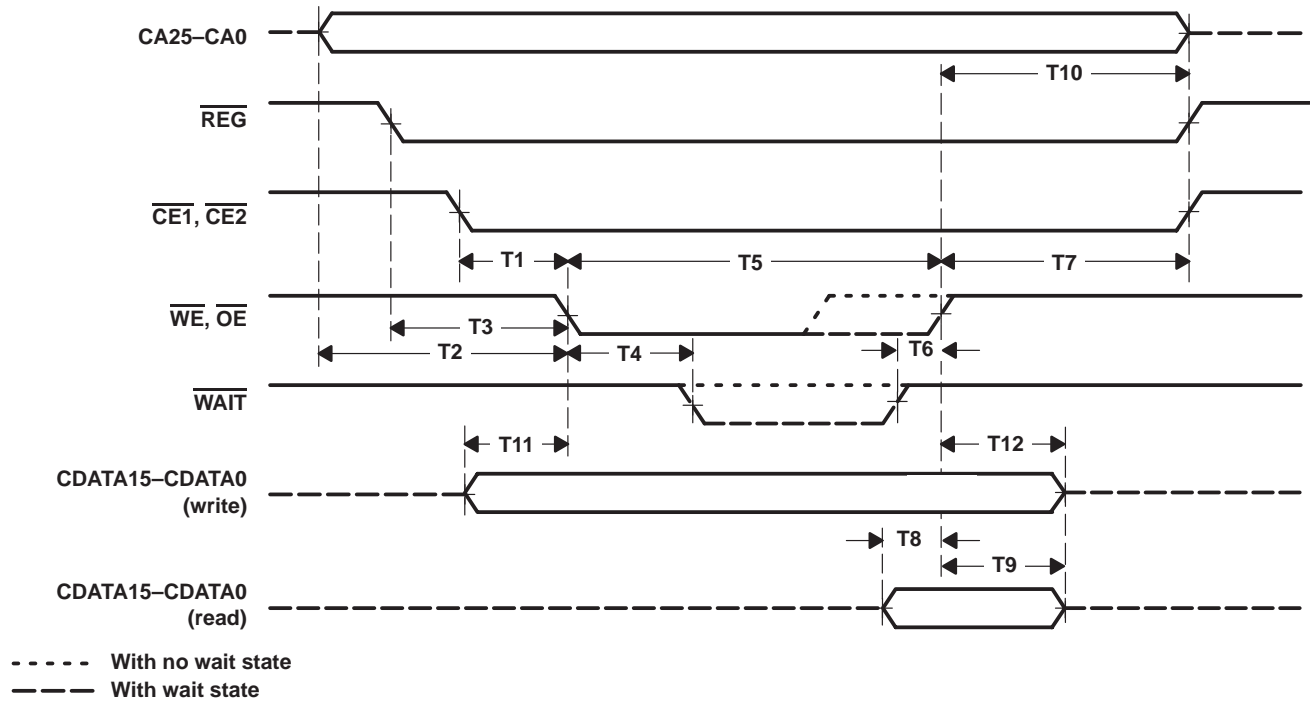 CA25–CA0
T10
REG
CE1, CE2
T1
T5
T7
WE, OE
T3
T2
T4
T6
WAIT
T11
T12
CDATA15–CDATA0
(write)
T8
T9
CDATA15–CDATA0
(read)
With no wait state
With wait state